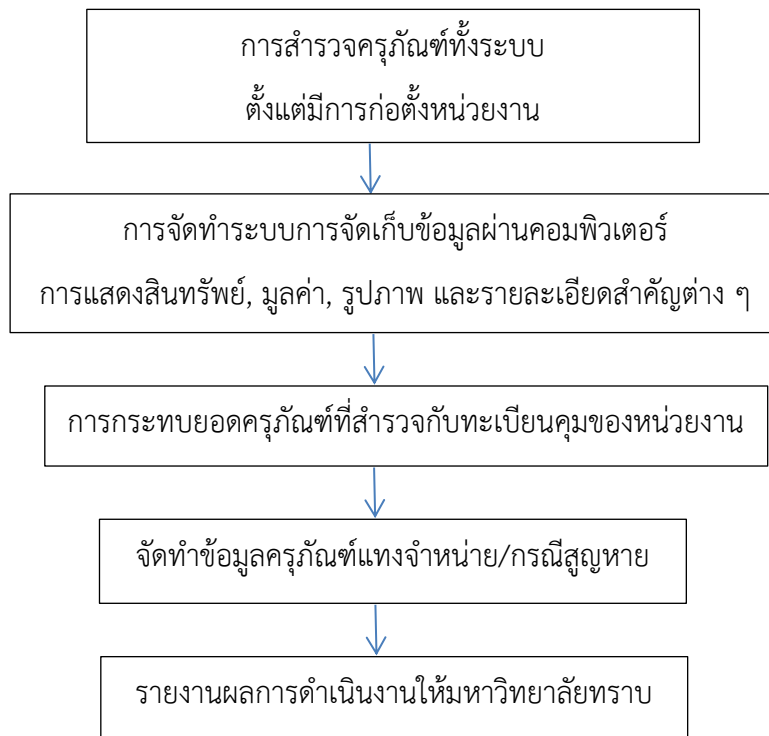 การสำรวจครุภัณฑ์ทั้งระบบ
ตั้งแต่มีการก่อตั้งหน่วยงาน
การจัดทำระบบการจัดเก็บข้อมูลผ่านคอมพิวเตอร์
การแสดงสินทรัพย์, มูลค่า, รูปภาพ และรายละเอียดสำคัญต่าง ๆ
การกระทบยอดครุภัณฑ์ที่สำรวจกับทะเบียนคุมของหน่วยงาน
จัดทำข้อมูลครุภัณฑ์แทงจำหน่าย/กรณีสูญหาย
รายงานผลการดำเนินงานให้มหาวิทยาลัยทราบ